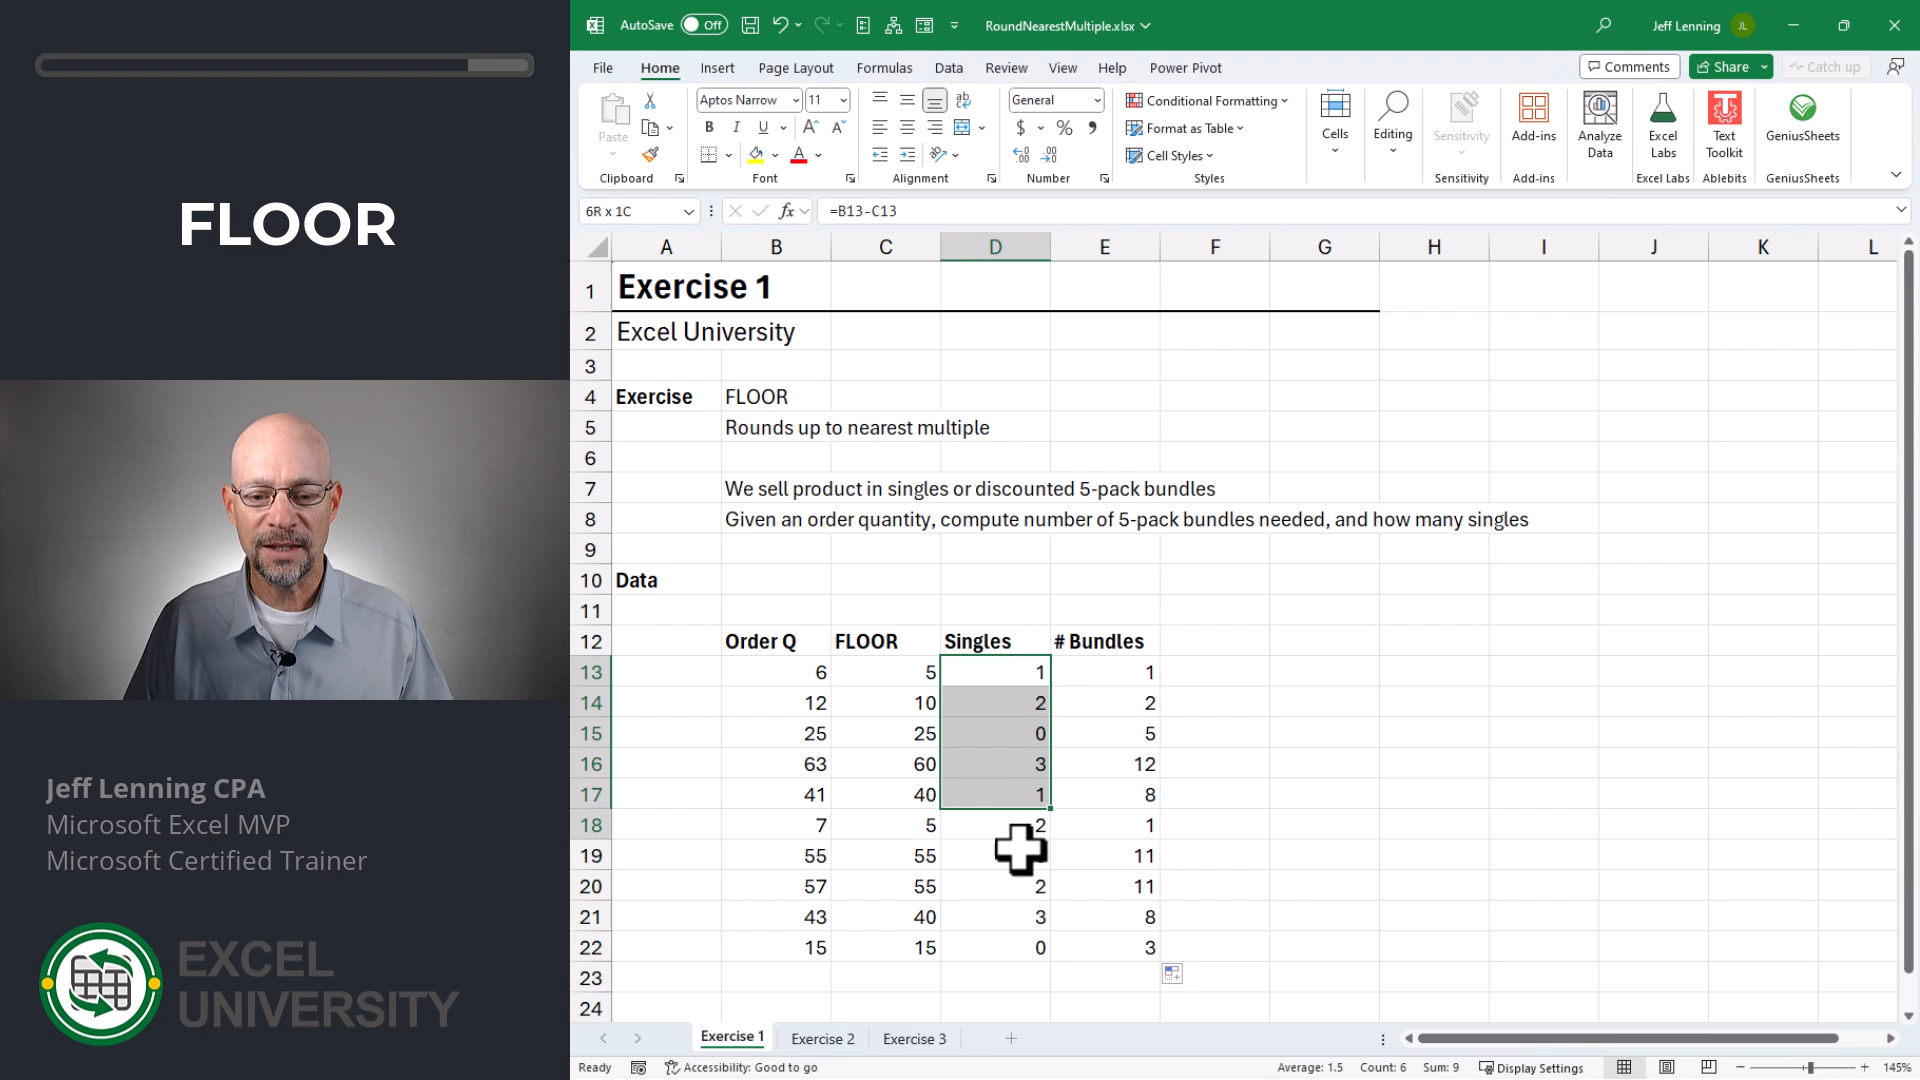 FLOOR
Jeff Lenning CPA
Microsoft Excel MVP
Microsoft Certified Trainer
EXCEL
UNIVERSITY
AutoSave Off RoundNearestMultiple.xlsx Jeff Lenning JL
File Home Insert Page Layout Formulas Data Review View Help Power Pivot Comments Share Catch up
Paste Aptos Narrow 11 General Conditional Formatting Format as Table Cell Styles Cells Editing Sensitivity Add-ins Analyze Data Excel Labs Text Toolkit GeniusSheets
Clipboard Font Alignment Number Styles Sensitivity Add-ins Excel Labs Ablebits GeniusSheets
6R x 1C fx =B13-C13
A B C D E F G H I J K L
1 Exercise 1
2 Excel University
3
4 Exercise FLOOR
5 Rounds up to nearest multiple
6
7 We sell product in singles or discounted 5-pack bundles
8 Given an order quantity, compute number of 5-pack bundles needed, and how many singles
9
10 Data
11
12 Order Q FLOOR Singles # Bundles
13 6 5 1 1
14 12 10 2 2
15 25 25 0 5
16 63 60 3 12
17 41 40 1 8
18 7 5 2 1
19 55 55 11
20 57 55 2 11
21 43 40 3 8
22 15 15 0 3
23
24
Exercise 1 Exercise 2 Exercise 3
Ready Accessibility: Good to go Average: 1.5 Count: 6 Sum: 9 Display Settings 145%